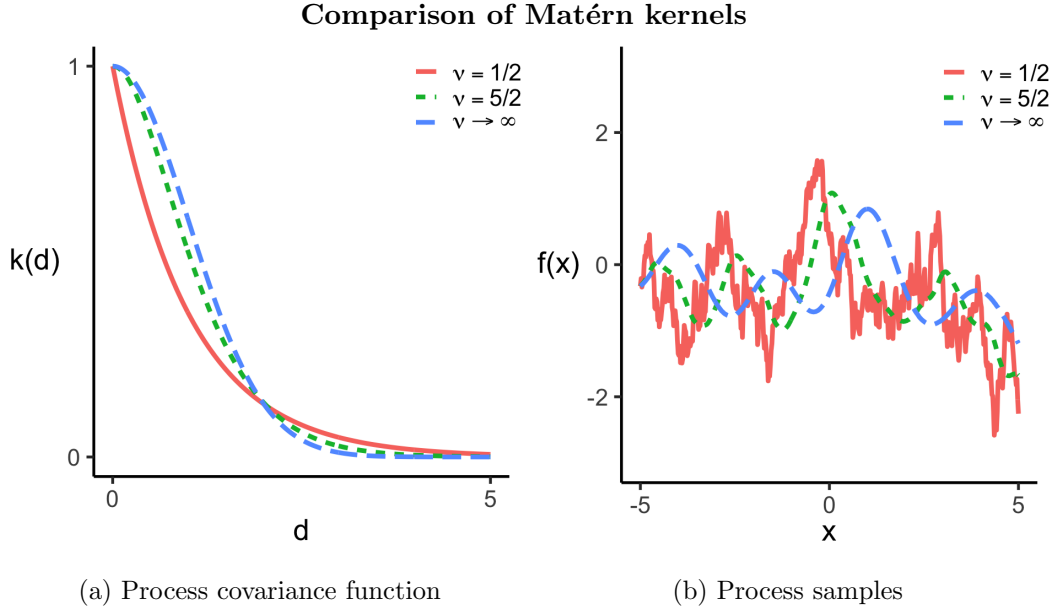 Comparison of Matérn kernels
1
k(d)
0
0
5
d
ν = 1/2
ν = 5/2
ν → ∞
(a) Process covariance function
2
f(x)
0
-2
-5
0
5
x
ν = 1/2
ν = 5/2
ν → ∞
(b) Process samples